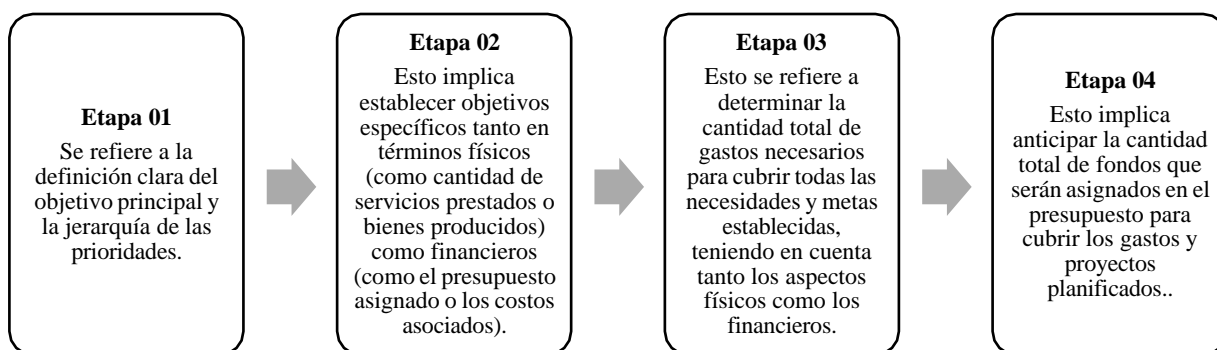 Etapa 01
Se refiere a la
definición clara del
objetivo principal y
la jerarquía de las
prioridades.
Etapa 02
Esto implica
establecer objetivos
específicos tanto en
términos físicos
(como cantidad de
servicios prestados o
bienes producidos)
como financieros
(como el presupuesto
asignado o los costos
asociados).
Etapa 03
Esto se refiere a
determinar la
cantidad total de
gastos necesarios
para cubrir todas las
necesidades y metas
establecidas,
teniendo en cuenta
tanto los aspectos
físicos como los
financieros.
Etapa 04
Esto implica
anticipar la cantidad
total de fondos que
serán asignados en el
presupuesto para
cubrir los gastos y
proyectos
planificados..